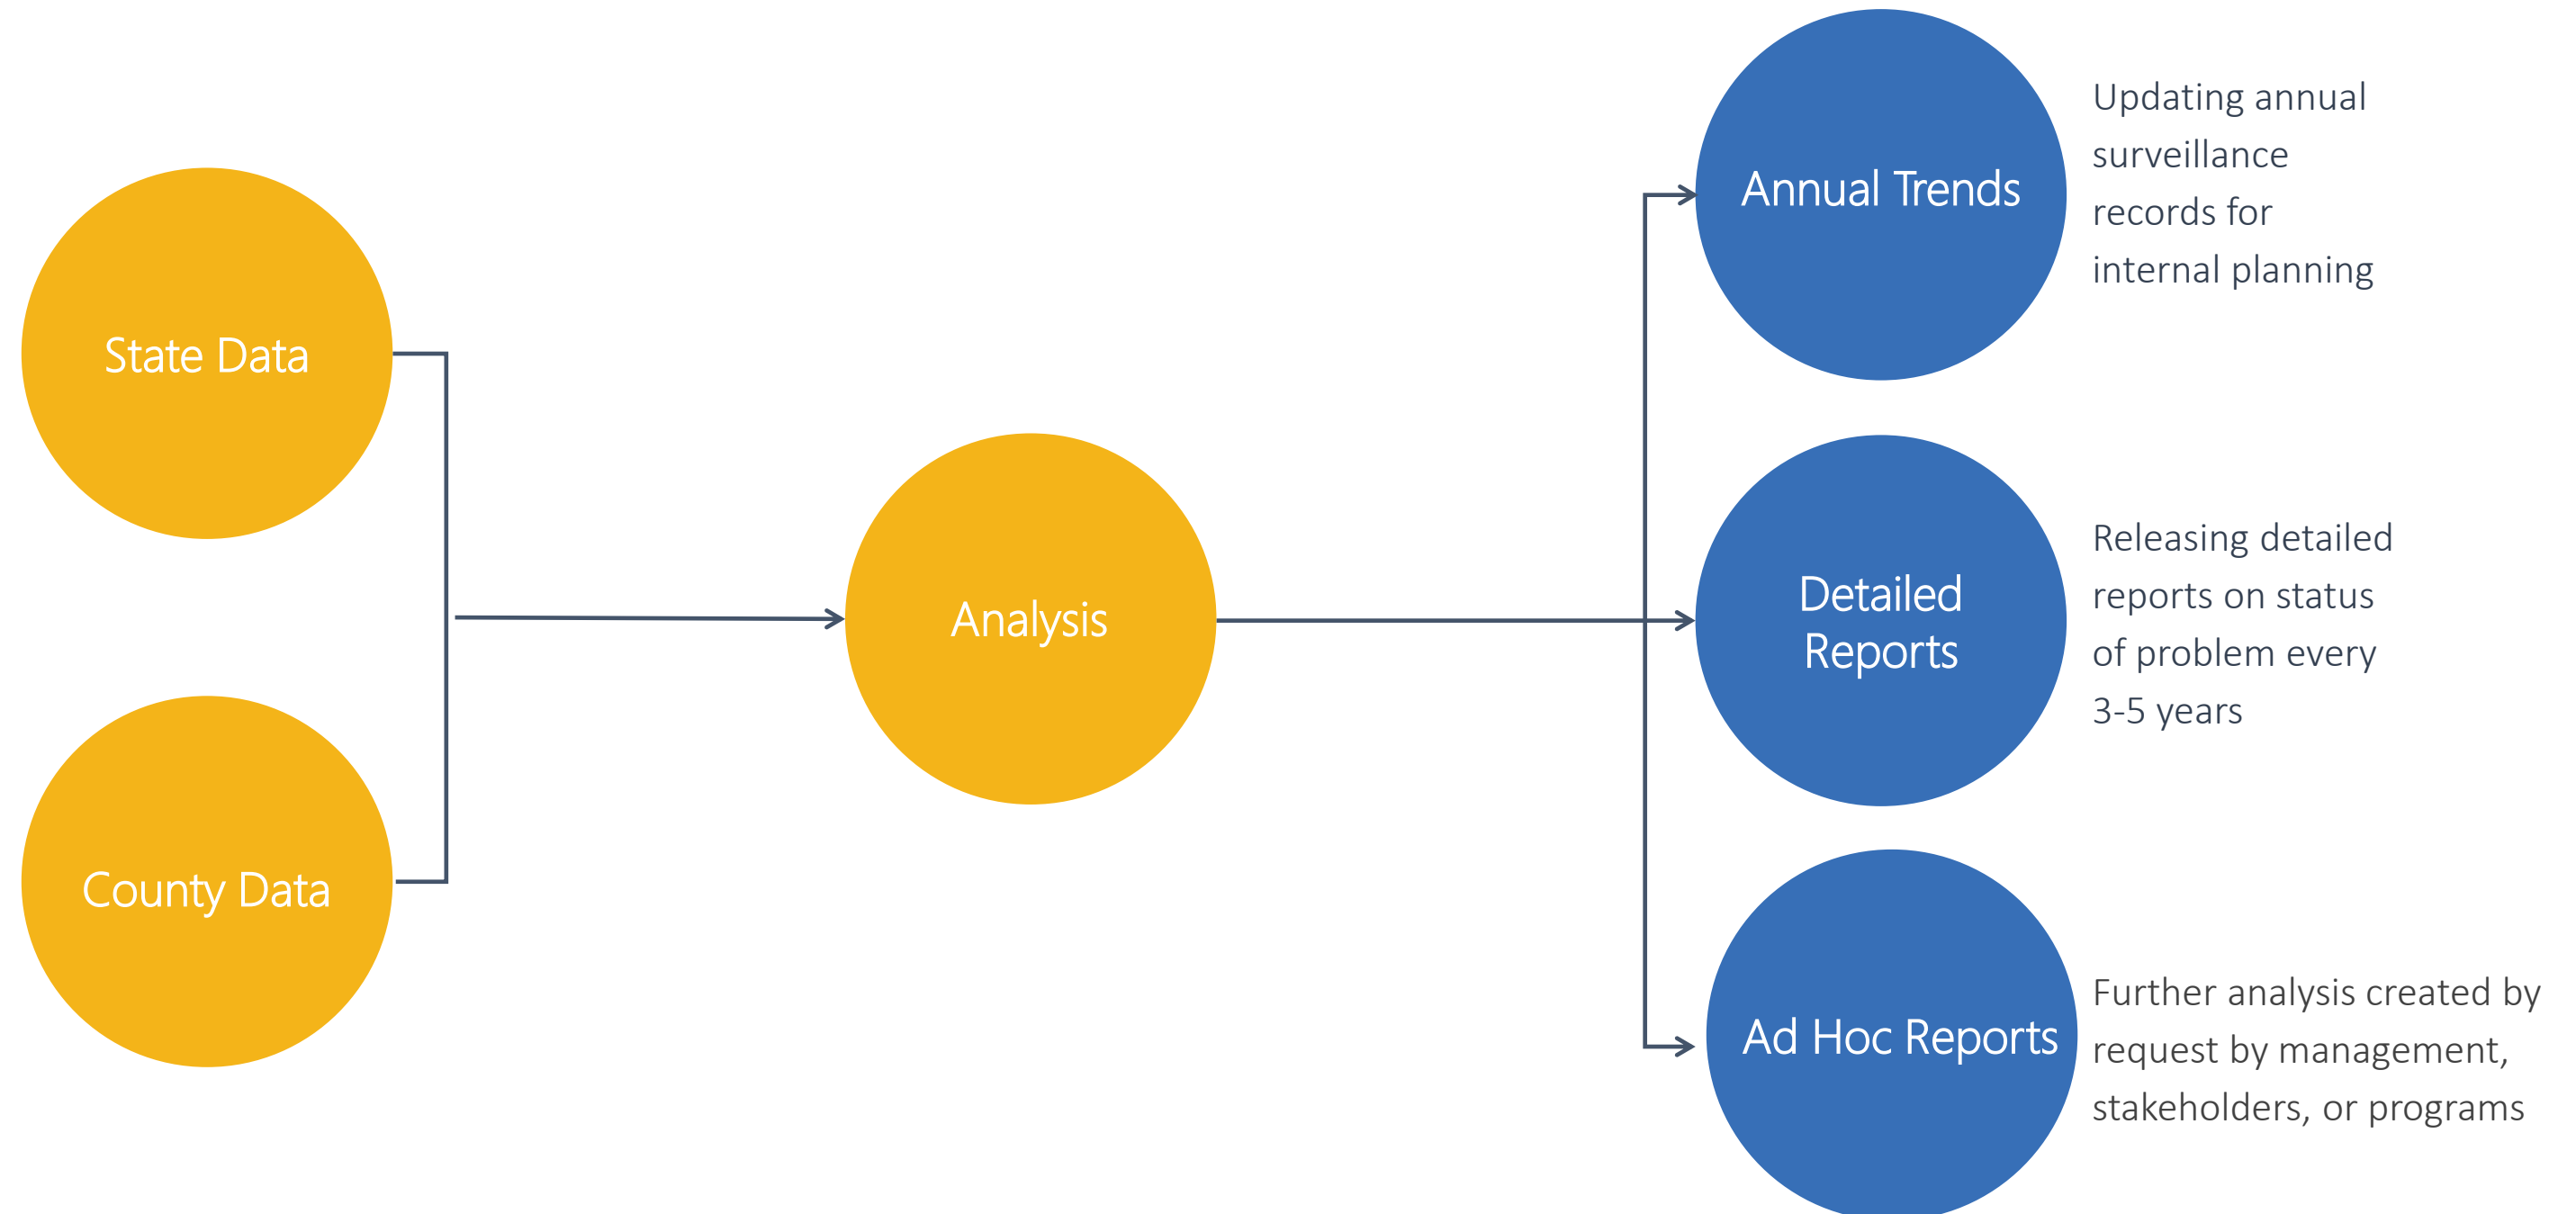 State Data
County Data
Analysis
Annual Trends
Updating annual
surveillance
records for
internal planning
Detailed
Reports
Releasing detailed
reports on status
of problem every
3-5 years
Ad Hoc Reports
Further analysis created by
request by management,
stakeholders, or programs